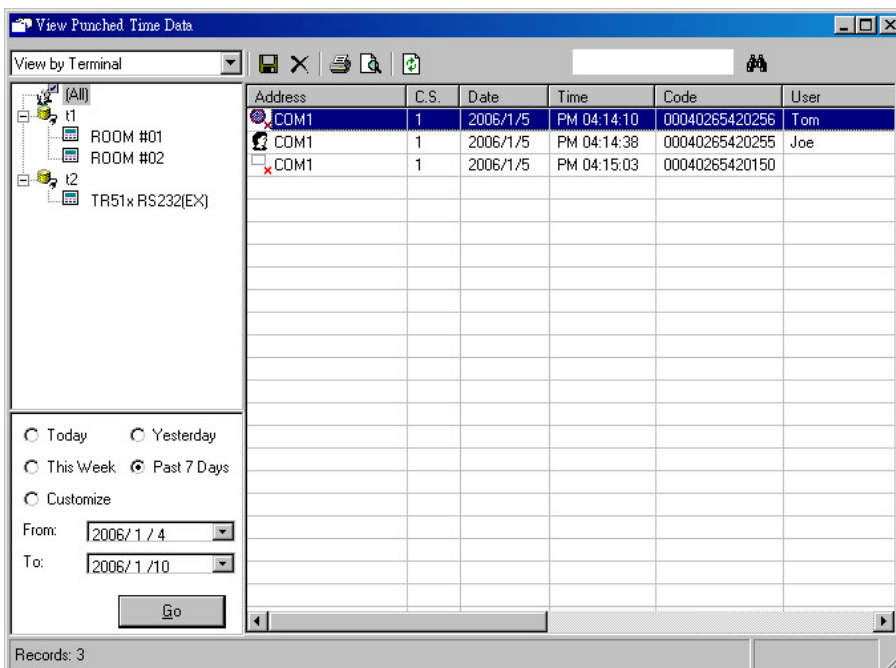 View Punched Time Data
View by Terminal
(All)
t1
ROOM #01
ROOM #02
t2
TR51x RS232(EX)
Today Yesterday
This Week Past 7 Days
Customize
From: 2006/ 1 / 4
To: 2006/ 1 /10
Go
Address C.S. Date Time Code User
COM1 1 2006/1/5 PM 04:14:10 00040265420256 Tom
COM1 1 2006/1/5 PM 04:14:38 00040265420255 Joe
COM1 1 2006/1/5 PM 04:15:03 00040265420150
Records: 3